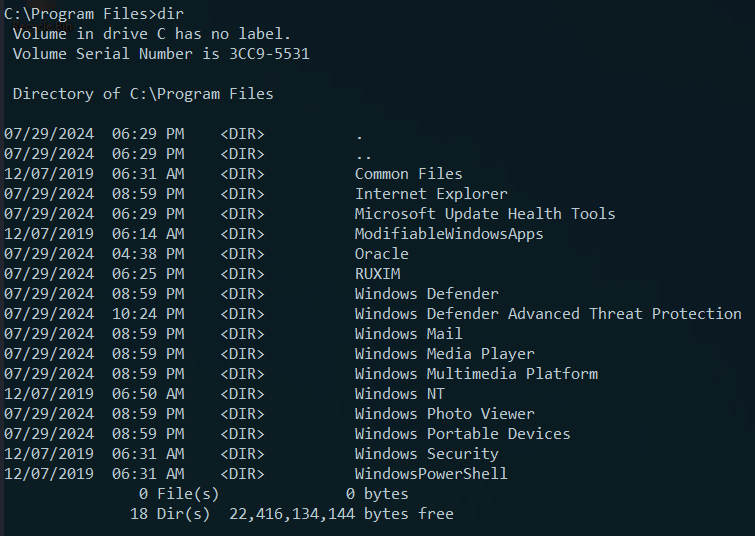 C:\Program Files>dir
 Volume in drive C has no label.
 Volume Serial Number is 3CC9-5531

 Directory of C:\Program Files

07/29/2024  06:29 PM    <DIR>          .
07/29/2024  06:29 PM    <DIR>          ..
12/07/2019  06:31 AM    <DIR>          Common Files
07/29/2024  08:59 PM    <DIR>          Internet Explorer
07/29/2024  06:29 PM    <DIR>          Microsoft Update Health Tools
12/07/2019  06:14 AM    <DIR>          ModifiableWindowsApps
07/29/2024  04:38 PM    <DIR>          Oracle
07/29/2024  06:25 PM    <DIR>          RUXIM
07/29/2024  08:59 PM    <DIR>          Windows Defender
07/29/2024  10:24 PM    <DIR>          Windows Defender Advanced Threat Protection
07/29/2024  08:59 PM    <DIR>          Windows Mail
07/29/2024  08:59 PM    <DIR>          Windows Media Player
07/29/2024  08:59 PM    <DIR>          Windows Multimedia Platform
12/07/2019  06:50 AM    <DIR>          Windows NT
07/29/2024  08:59 PM    <DIR>          Windows Photo Viewer
07/29/2024  08:59 PM    <DIR>          Windows Portable Devices
12/07/2019  06:31 AM    <DIR>          Windows Security
12/07/2019  06:31 AM    <DIR>          WindowsPowerShell
               0 File(s)              0 bytes
              18 Dir(s)  22,416,134,144 bytes free